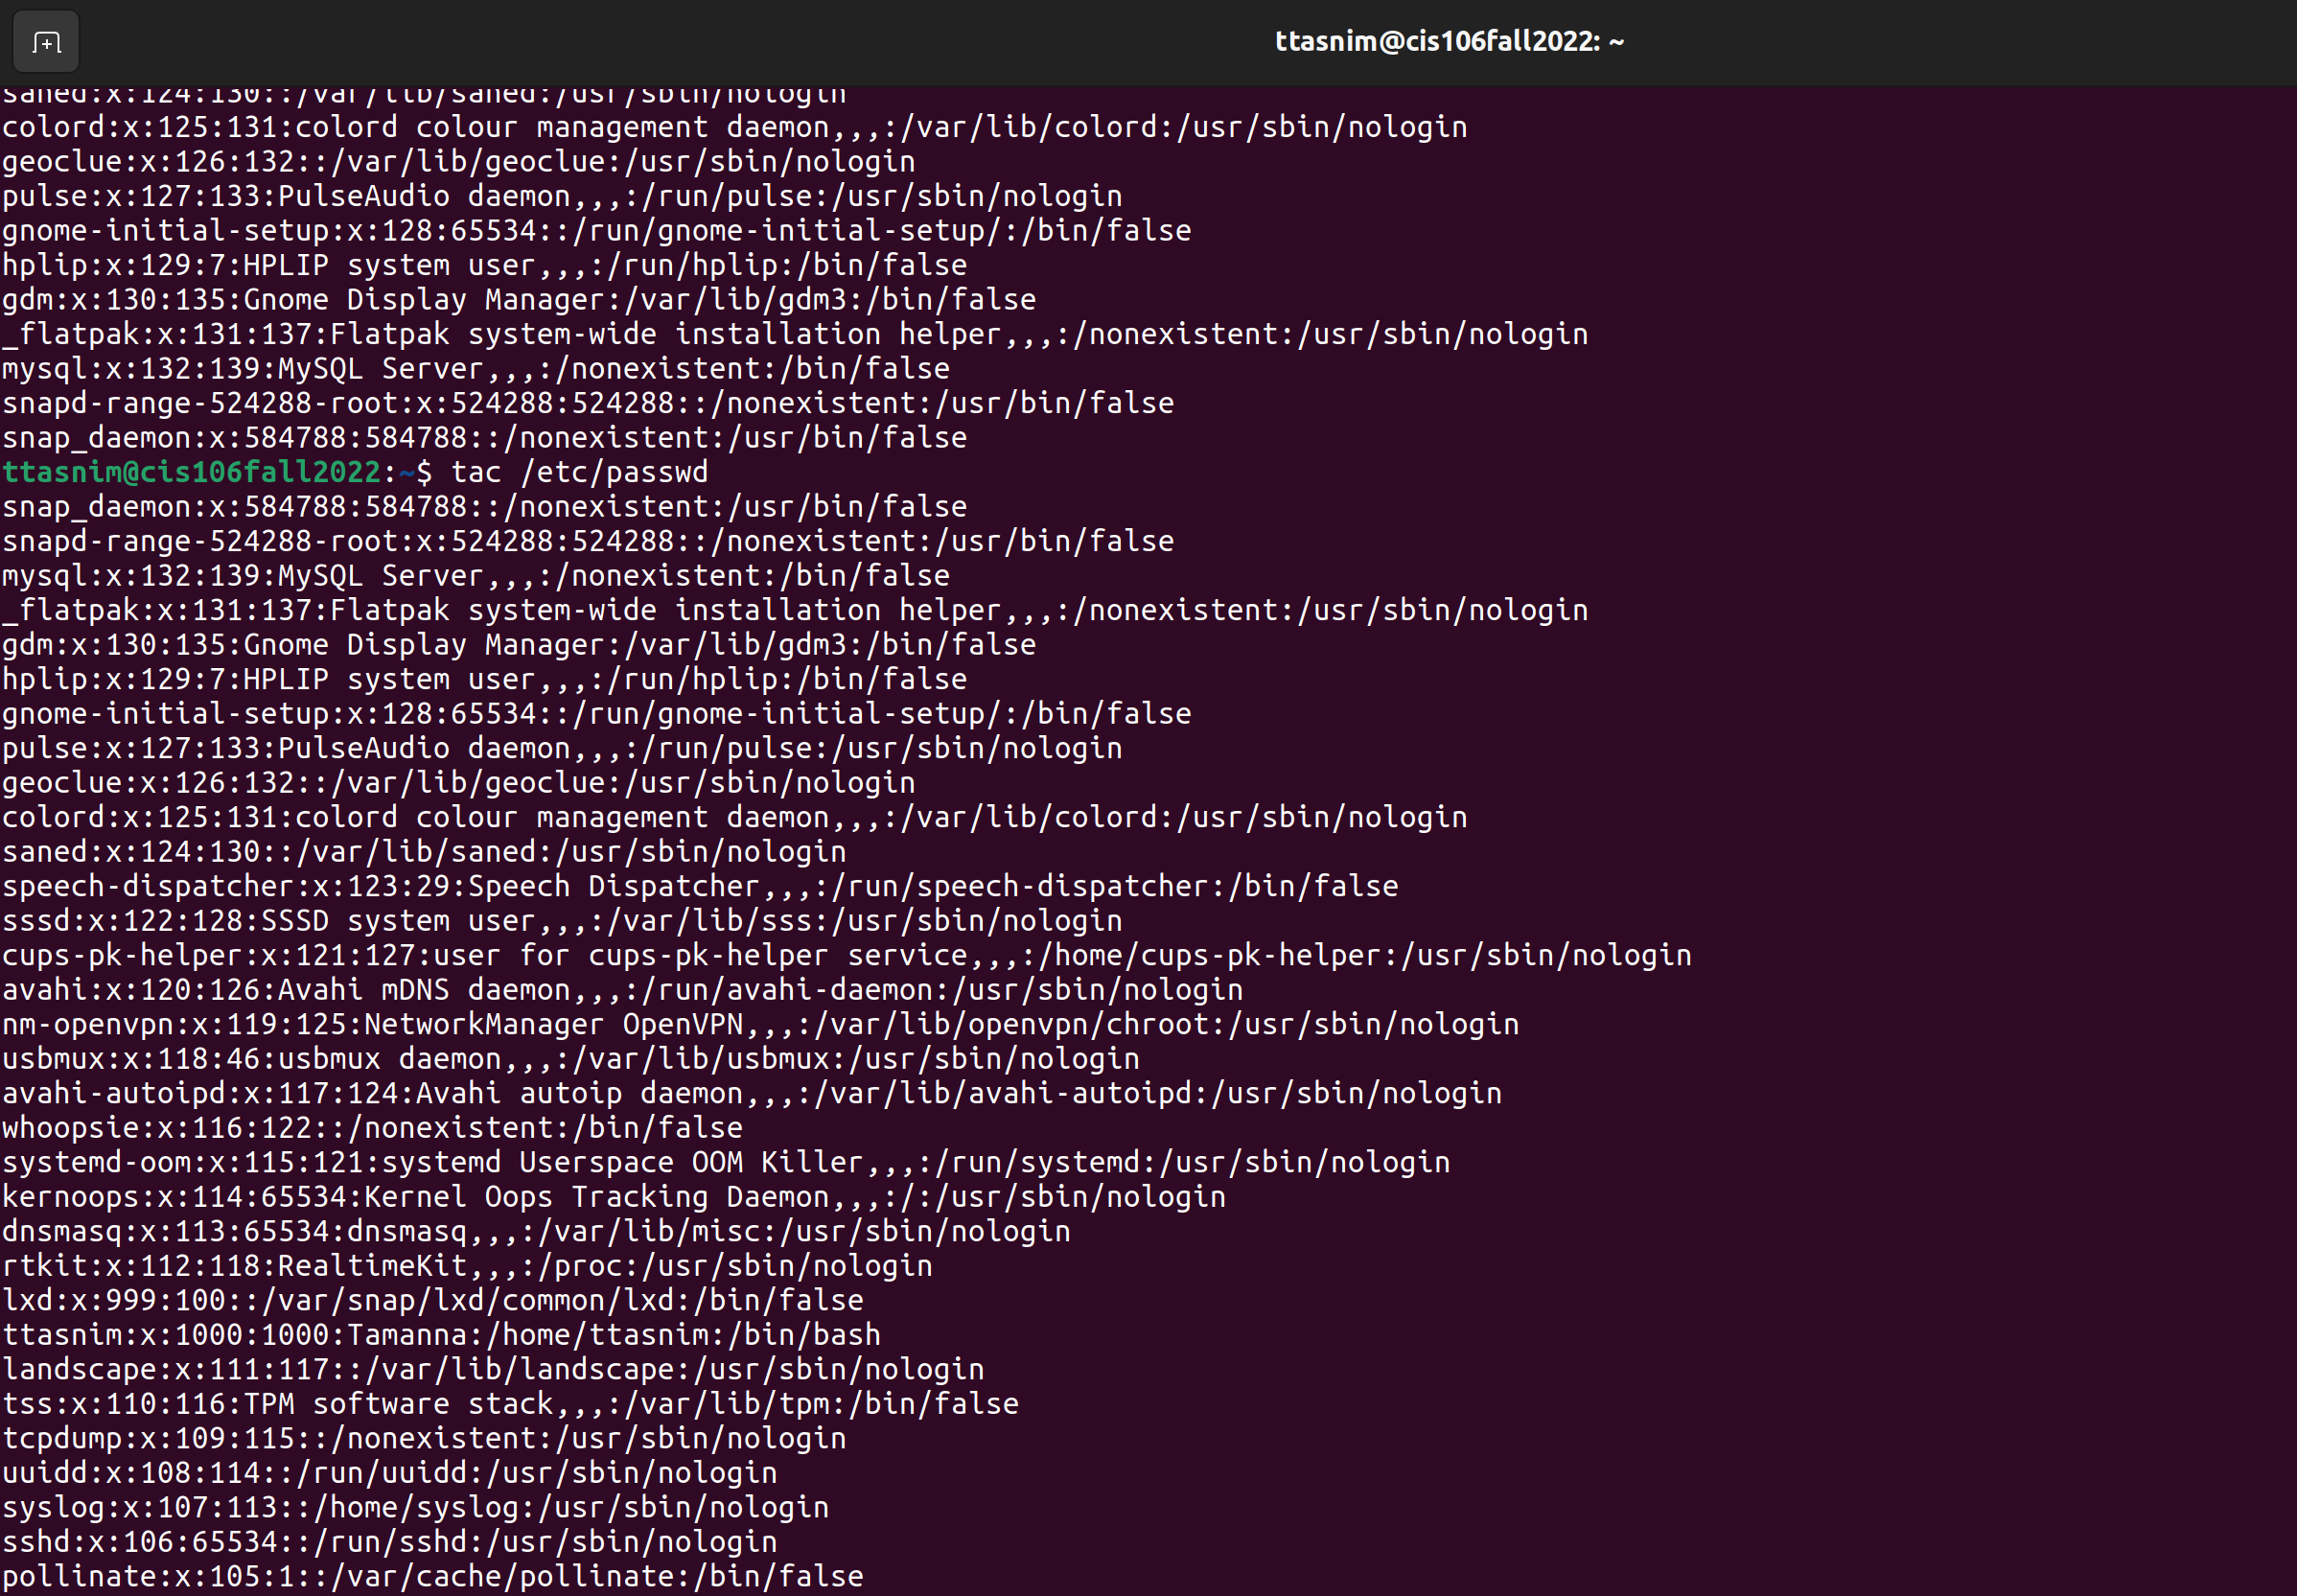 ttasnim@cis106fall2022: ~
saned:x:124:130::/var/lib/saned:/usr/sbin/nologin
colord:x:125:131:colord colour management daemon,,,:/var/lib/colord:/usr/sbin/nologin
geoclue:x:126:132::/var/lib/geoclue:/usr/sbin/nologin
pulse:x:127:133:PulseAudio daemon,,,:/run/pulse:/usr/sbin/nologin
gnome-initial-setup:x:128:65534::/run/gnome-initial-setup/:/bin/false
hplip:x:129:7:HPLIP system user,,,:/run/hplip:/bin/false
gdm:x:130:135:Gnome Display Manager:/var/lib/gdm3:/bin/false
_flatpak:x:131:137:Flatpak system-wide installation helper,,,:/nonexistent:/usr/sbin/nologin
mysql:x:132:139:MySQL Server,,,:/nonexistent:/bin/false
snapd-range-524288-root:x:524288:524288::/nonexistent:/usr/bin/false
snap_daemon:x:584788:584788::/nonexistent:/usr/bin/false
ttasnim@cis106fall2022:~$ tac /etc/passwd
snap_daemon:x:584788:584788::/nonexistent:/usr/bin/false
snapd-range-524288-root:x:524288:524288::/nonexistent:/usr/bin/false
mysql:x:132:139:MySQL Server,,,:/nonexistent:/bin/false
_flatpak:x:131:137:Flatpak system-wide installation helper,,,:/nonexistent:/usr/sbin/nologin
gdm:x:130:135:Gnome Display Manager:/var/lib/gdm3:/bin/false
hplip:x:129:7:HPLIP system user,,,:/run/hplip:/bin/false
gnome-initial-setup:x:128:65534::/run/gnome-initial-setup/:/bin/false
pulse:x:127:133:PulseAudio daemon,,,:/run/pulse:/usr/sbin/nologin
geoclue:x:126:132::/var/lib/geoclue:/usr/sbin/nologin
colord:x:125:131:colord colour management daemon,,,:/var/lib/colord:/usr/sbin/nologin
saned:x:124:130::/var/lib/saned:/usr/sbin/nologin
speech-dispatcher:x:123:29:Speech Dispatcher,,,:/run/speech-dispatcher:/bin/false
sssd:x:122:128:SSSD system user,,,:/var/lib/sss:/usr/sbin/nologin
cups-pk-helper:x:121:127:user for cups-pk-helper service,,,:/home/cups-pk-helper:/usr/sbin/nologin
avahi:x:120:126:Avahi mDNS daemon,,,:/run/avahi-daemon:/usr/sbin/nologin
nm-openvpn:x:119:125:NetworkManager OpenVPN,,,:/var/lib/openvpn/chroot:/usr/sbin/nologin
usbmux:x:118:46:usbmux daemon,,,:/var/lib/usbmux:/usr/sbin/nologin
avahi-autoipd:x:117:124:Avahi autoip daemon,,,:/var/lib/avahi-autoipd:/usr/sbin/nologin
whoopsie:x:116:122::/nonexistent:/bin/false
systemd-oom:x:115:121:systemd Userspace OOM Killer,,,:/run/systemd:/usr/sbin/nologin
kernoops:x:114:65534:Kernel Oops Tracking Daemon,,,:/:/usr/sbin/nologin
dnsmasq:x:113:65534:dnsmasq,,,:/var/lib/misc:/usr/sbin/nologin
rtkit:x:112:118:RealtimeKit,,,:/proc:/usr/sbin/nologin
lxd:x:999:100::/var/snap/lxd/common/lxd:/bin/false
ttasnim:x:1000:1000:Tamanna:/home/ttasnim:/bin/bash
landscape:x:111:117::/var/lib/landscape:/usr/sbin/nologin
tss:x:110:116:TPM software stack,,,:/var/lib/tpm:/bin/false
tcpdump:x:109:115::/nonexistent:/usr/sbin/nologin
uuidd:x:108:114::/run/uuidd:/usr/sbin/nologin
syslog:x:107:113::/home/syslog:/usr/sbin/nologin
sshd:x:106:65534::/run/sshd:/usr/sbin/nologin
pollinate:x:105:1::/var/cache/pollinate:/bin/false